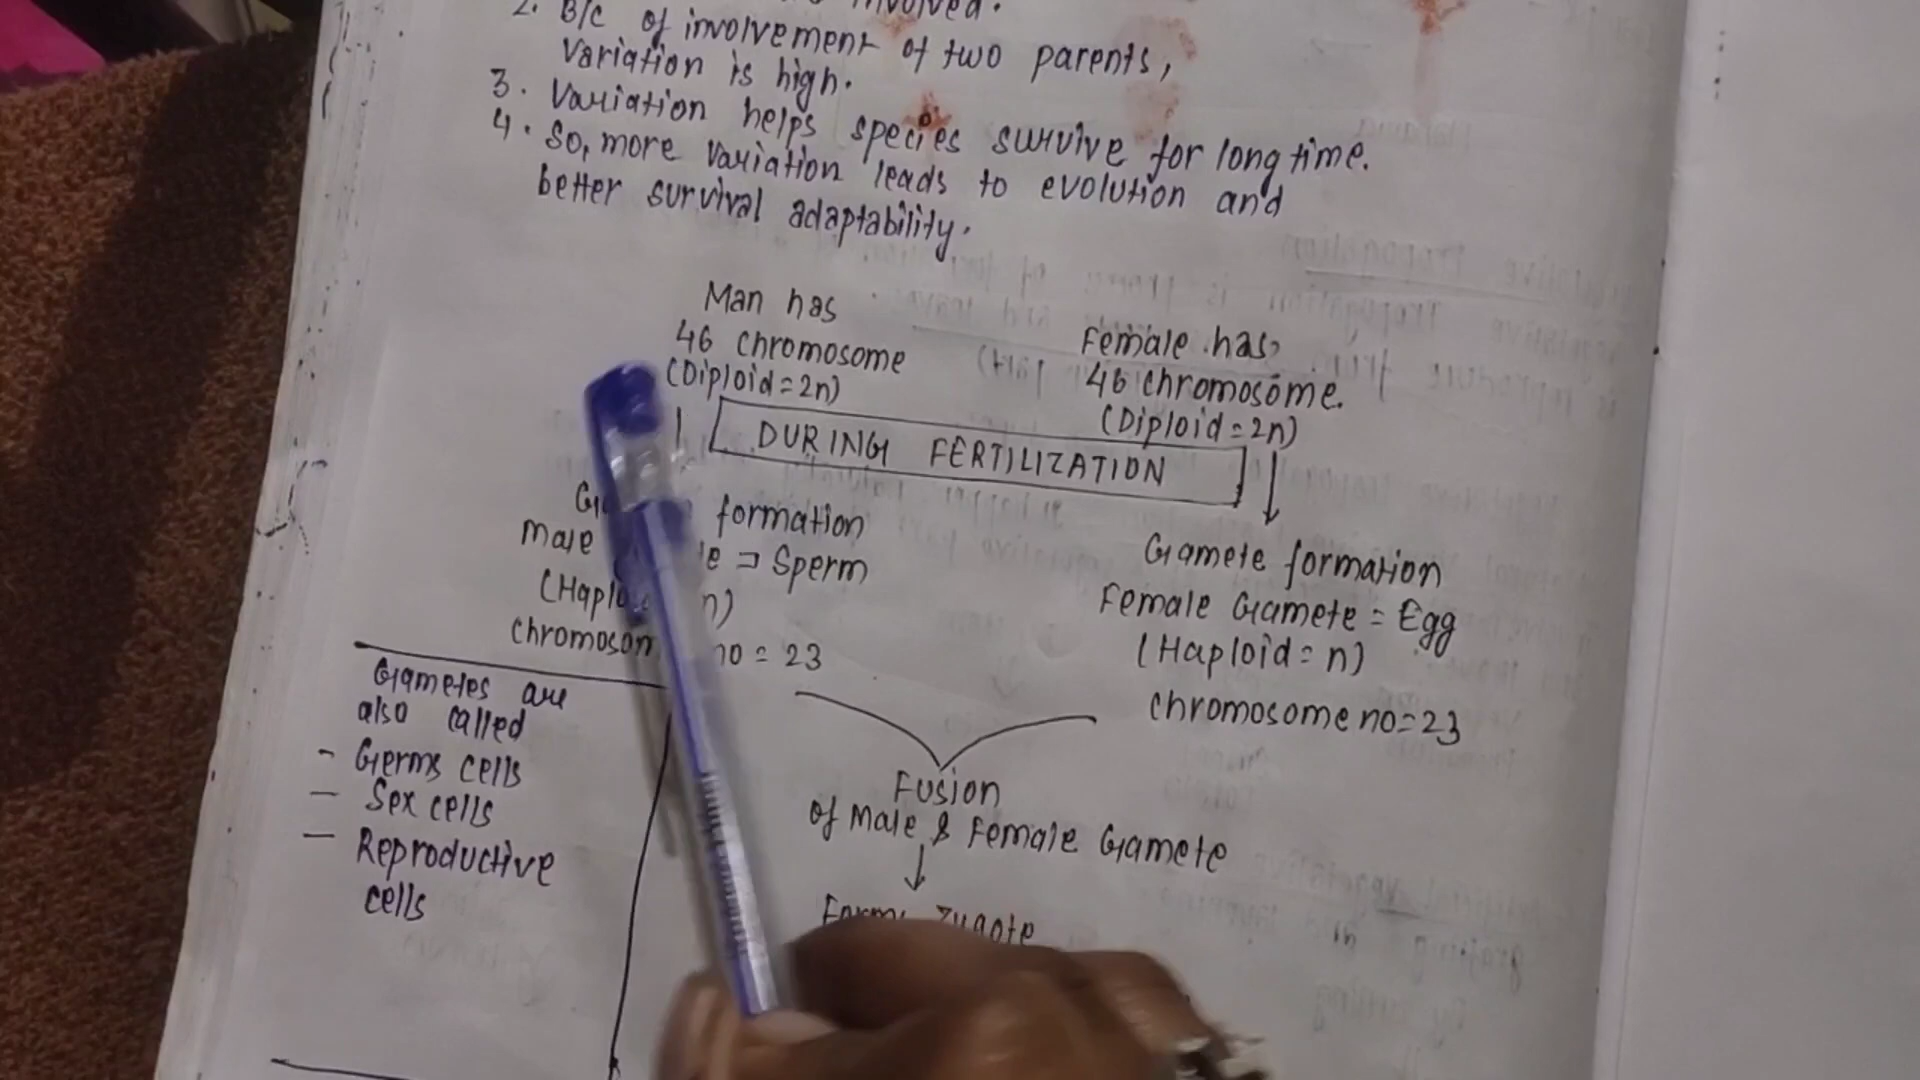 involved.
2. B/C of involvement of two parents,
variation is high.
3. Variation helps species survive for long time.
4. So, more variation leads to evolution and
better survival adaptability.
Man has
46 chromosome
(Diploid=2n)
Female has
46 chromosome.
(Diploid=2n)
DURING FERTILIZATION
formation
Male = Sperm
n)
no = 23
Gamete formation
Female Gamete = Egg
(Haploid=n)
chromosome no=23
Gametes are
also called
- Germs cells
- Sex cells
- Reproductive
cells
Fusion
of Male & Female Gamete
Zygote